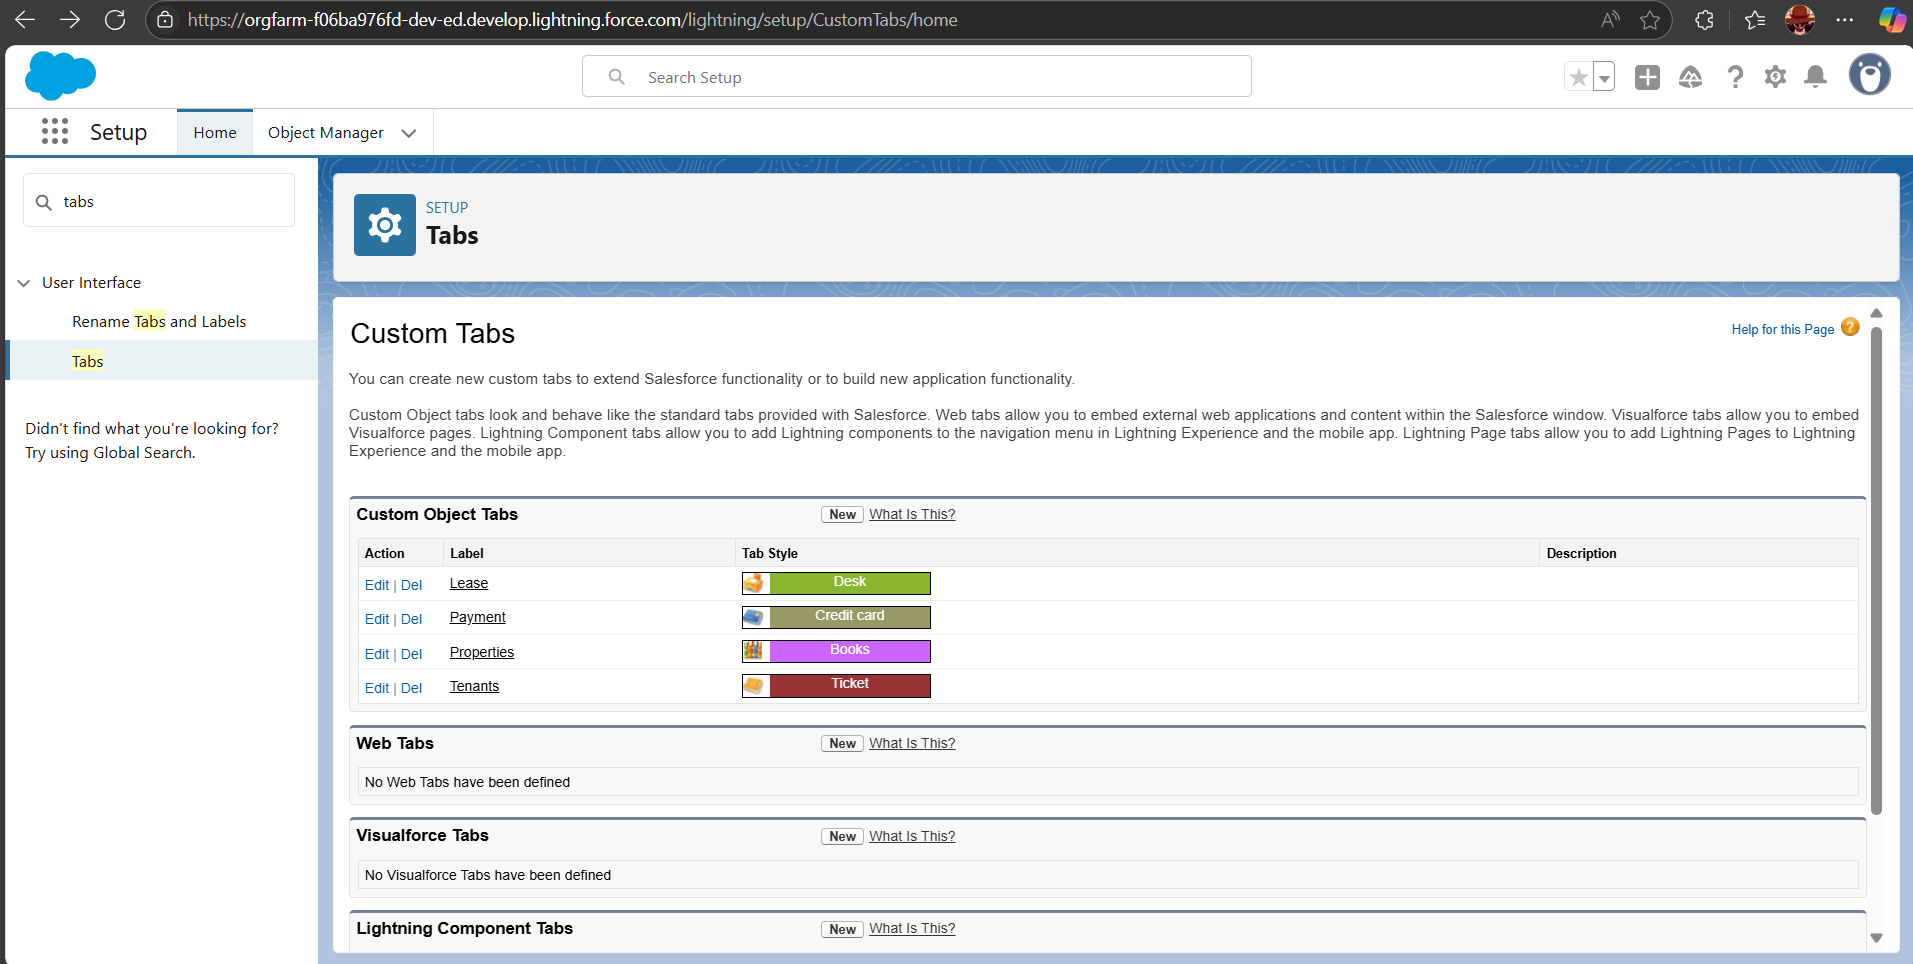 https://orgfarm-f06ba976fd-dev-ed.develop.lightning.force.com/lightning/setup/CustomTabs/home
Search Setup
Setup
Home
Object Manager
tabs
User Interface
Rename Tabs and Labels
Tabs
Didn't find what you're looking for?
Try using Global Search.
SETUP
Tabs
Custom Tabs
Help for this Page
You can create new custom tabs to extend Salesforce functionality or to build new application functionality.
Custom Object tabs look and behave like the standard tabs provided with Salesforce. Web tabs allow you to embed external web applications and content within the Salesforce window. Visualforce tabs allow you to embed
Visualforce pages. Lightning Component tabs allow you to add Lightning components to the navigation menu in Lightning Experience and the mobile app. Lightning Page tabs allow you to add Lightning Pages to Lightning
Experience and the mobile app.
Custom Object Tabs New What Is This?
Action Label Tab Style Description
Edit | Del Lease Desk
Edit | Del Payment Credit card
Edit | Del Properties Books
Edit | Del Tenants Ticket
Web Tabs New What Is This?
No Web Tabs have been defined
Visualforce Tabs New What Is This?
No Visualforce Tabs have been defined
Lightning Component Tabs New What Is This?